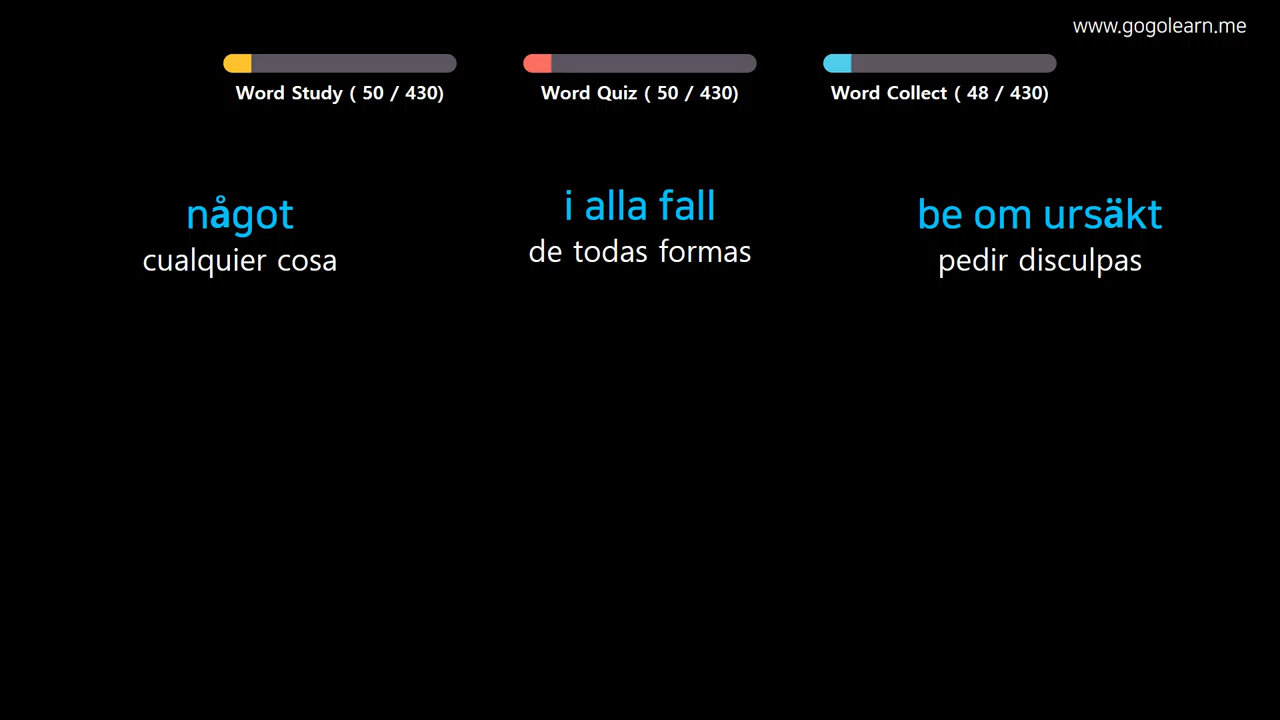 www.gogolearn.me
Word Study ( 50 / 430)
Word Quiz ( 50 / 430)
Word Collect ( 48 / 430)
något
cualquier cosa
i alla fall
de todas formas
be om ursäkt
pedir disculpas